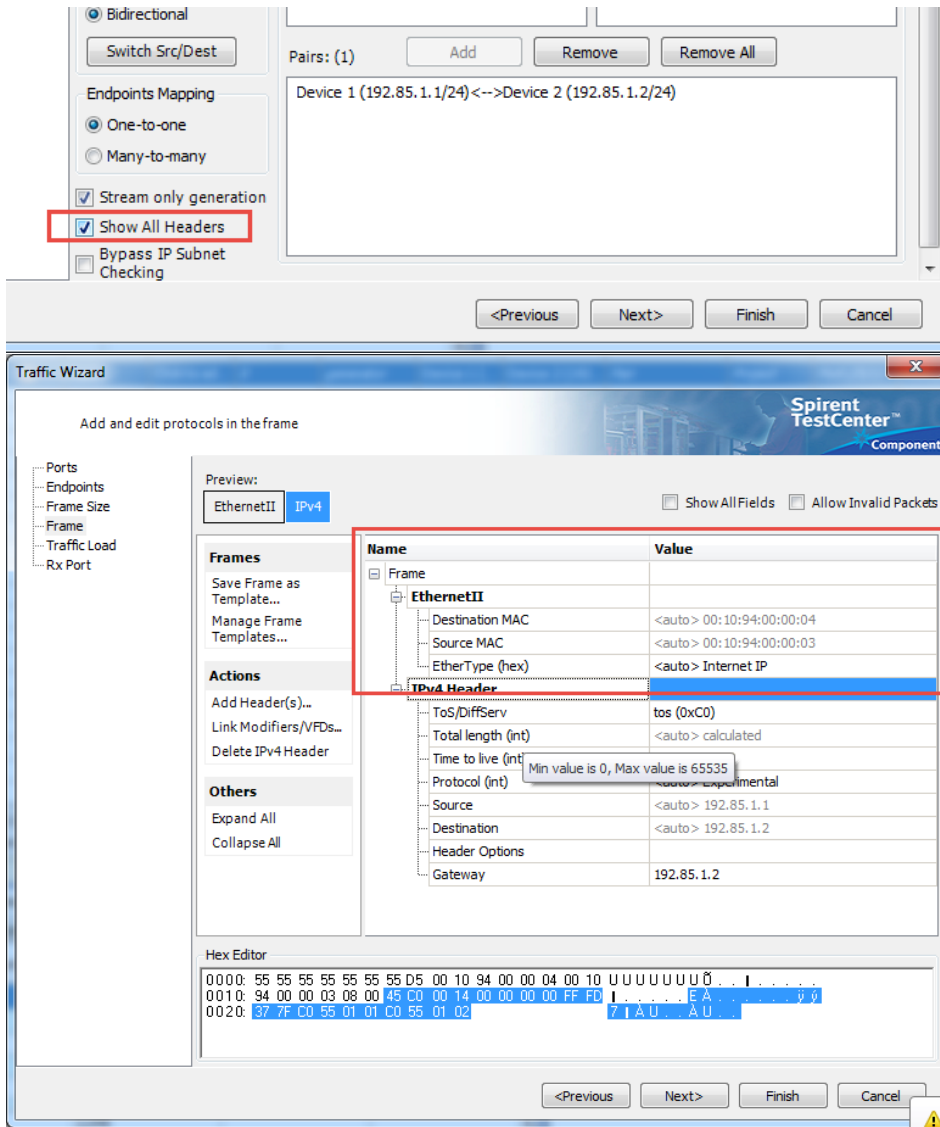 Bidirectional
Switch Src/Dest
Pairs: (1)
Add
Remove
Remove All
Endpoints Mapping
One-to-one
Many-to-many
Device 1 (192.85.1.1/24)<-->Device 2 (192.85.1.2/24)
Stream only generation
Show All Headers
Bypass IP Subnet
Checking
<Previous
Next>
Finish
Cancel
Traffic Wizard
x
Add and edit protocols in the frame
Spirent
TestCenter™
Component
Ports
Endpoints
Frame Size
Frame
Traffic Load
Rx Port
Preview:
EthernetII
IPv4
Show All Fields
Allow Invalid Packets
Frames
Save Frame as
Template...
Manage Frame
Templates...
Actions
Add Header(s)...
Link Modifiers/VFDs...
Delete IPv4 Header
Others
Expand All
Collapse All
Name Value
Frame
EthernetII
Destination MAC <auto> 00:10:94:00:00:04
Source MAC <auto> 00:10:94:00:00:03
EtherType (hex) <auto> Internet IP
IPv4 Header
ToS/DiffServ tos (0xC0)
Total length (int) <auto> calculated
Time to live (int)
Min value is 0, Max value is 65535
Protocol (int) <auto> Experimental
Source <auto> 192.85.1.1
Destination <auto> 192.85.1.2
Header Options
Gateway 192.85.1.2
Hex Editor
0000: 55 55 55 55 55 55 55 D5 00 10 94 00 00 04 00 10 UUUUUUUÕ..|.....
0010: 94 00 00 03 08 00 45 C0 00 14 00 00 00 00 FF FD |.....EÀ......ÿý
0020: 37 7F C0 55 01 01 C0 55 01 02 7|ÀU..ÀU..
<Previous
Next>
Finish
Cancel